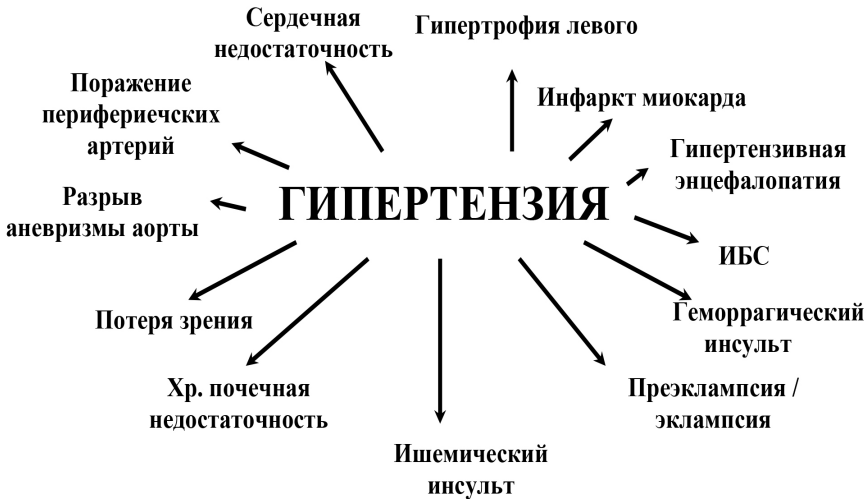 Сердечная
недостаточность
Гипертрофия левого
Поражение
перифериечских
артерий
Инфаркт миокарда
Гипертензивная
энцефалопатия
ГИПЕРТЕНЗИЯ
Разрыв
аневризмы аорты
ИБС
Потеря зрения
Геморрагический
инсульт
Хр. почечная
недостаточность
Преэклампсия /
эклампсия
Ишемический
инсульт